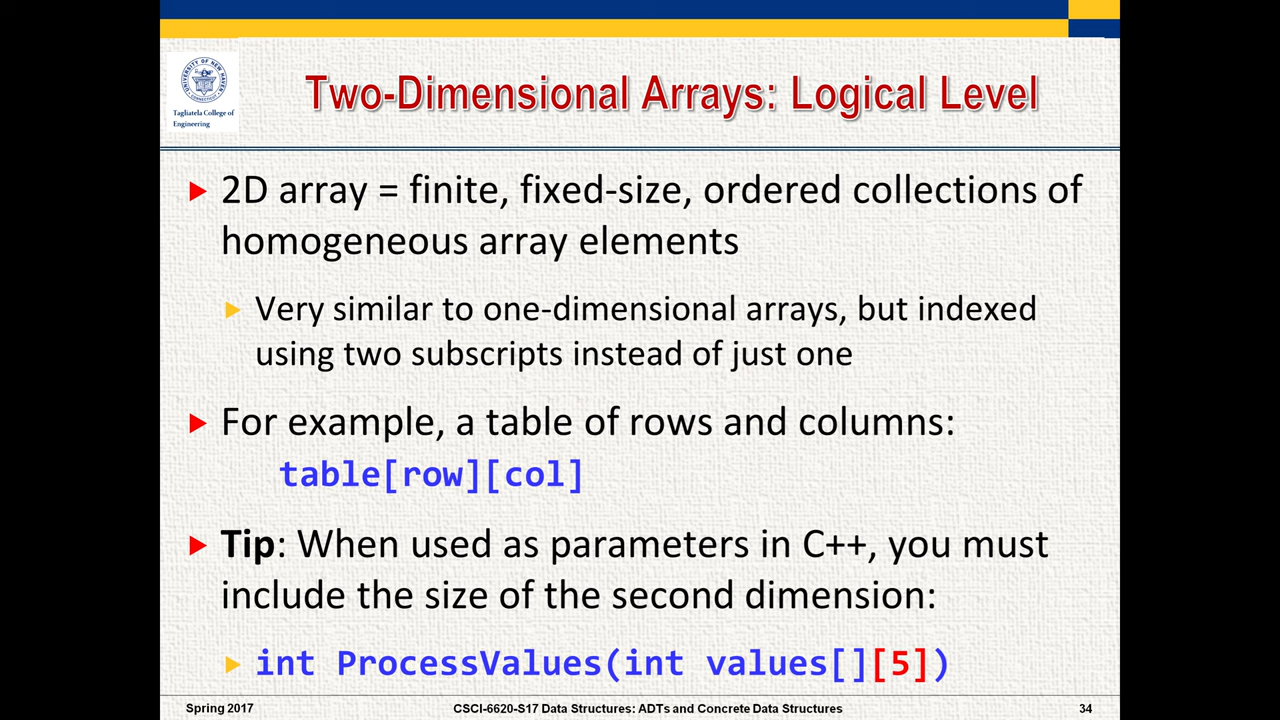 Two-Dimensional Arrays: Logical Level
Tagliatela College of
Engineering
2D array = finite, fixed-size, ordered collections of
homogeneous array elements
Very similar to one-dimensional arrays, but indexed
using two subscripts instead of just one
For example, a table of rows and columns:
table[row][col]
Tip: When used as parameters in C++, you must
include the size of the second dimension:
int ProcessValues(int values[][5])
Spring 2017
CSCI-6620-S17 Data Structures: ADTs and Concrete Data Structures
34